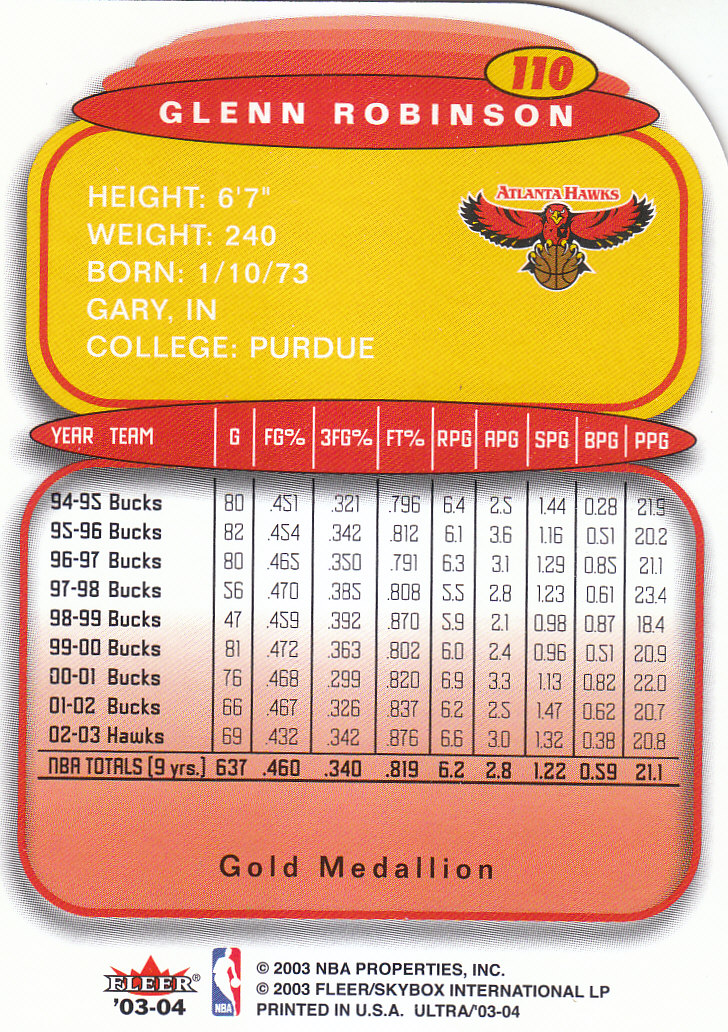 110
GLENN ROBINSON
ATLANTA HAWKS
HEIGHT: 6'7"
WEIGHT: 240
BORN: 1/10/73
GARY, IN
COLLEGE: PURDUE
YEAR TEAM G FG% 3FG% FT% RPG APG SPG BPG PPG
94-95 Bucks 80 .451 .321 .796 6.4 2.5 1.44 0.28 21.9
95-96 Bucks 82 .454 .342 .812 6.1 3.6 1.16 0.51 20.2
96-97 Bucks 80 .465 .350 .791 6.3 3.1 1.29 0.85 21.1
97-98 Bucks 56 .470 .385 .808 5.5 2.8 1.23 0.61 23.4
98-99 Bucks 47 .459 .392 .870 5.9 2.1 0.98 0.87 18.4
99-00 Bucks 81 .472 .363 .802 6.0 2.4 0.96 0.51 20.9
00-01 Bucks 76 .468 .299 .820 6.9 3.3 1.13 0.82 22.0
01-02 Bucks 66 .467 .326 .837 6.2 2.5 1.47 0.62 20.7
02-03 Hawks 69 .432 .342 .876 6.6 3.0 1.32 0.38 20.8
NBA TOTALS (9 yrs.) 637 .460 .340 .819 6.2 2.8 1.22 0.59 21.1
Gold Medallion
FLEER®
'03-04
NBA
© 2003 NBA PROPERTIES, INC.
© 2003 FLEER/SKYBOX INTERNATIONAL LP
PRINTED IN U.S.A. ULTRA/'03-04